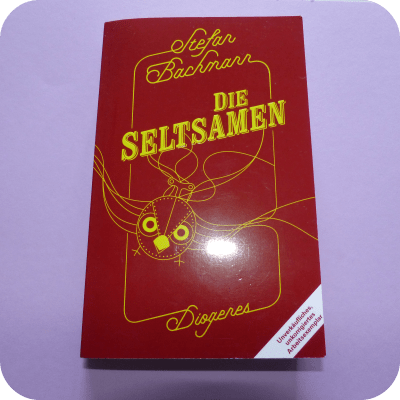 Stefan
Bachmann
DIE
SELTSAMEN
Diogenes
Unverkäufliches,
unkorrigiertes
Arbeitsexemplar